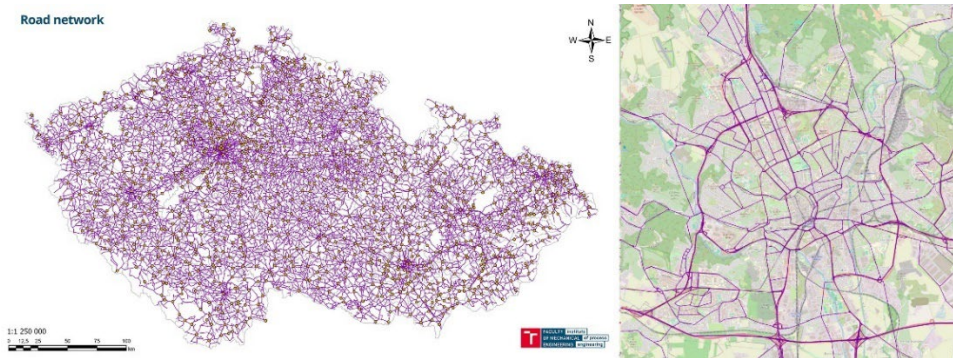 Road network
N
W E
S
1:1 250 000
0 12,5 25 50 75 100
km
FACULTY Institute
OF MECHANICAL of process
ENGINEERING engineering